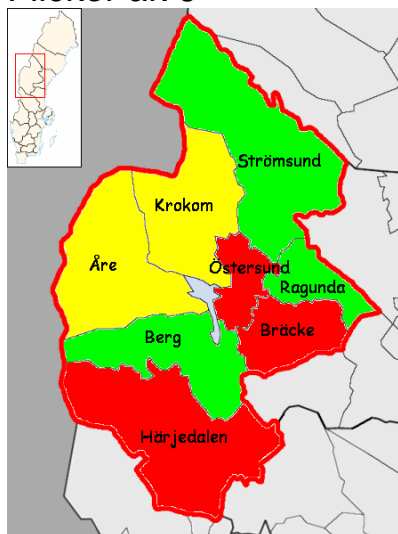 Strömsund
Krokom
Åre
Östersund
Ragunda
Bräcke
Berg
Härjedalen